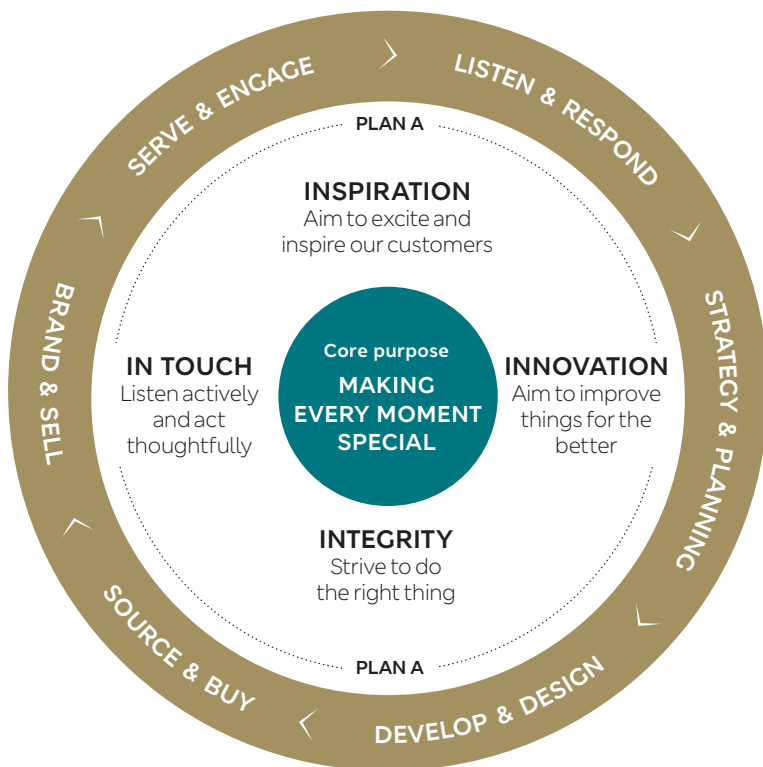 SERVE & ENGAGE
LISTEN & RESPOND
STRATEGY & PLANNING
DEVELOP & DESIGN
SOURCE & BUY
BRAND & SELL
PLAN A
INSPIRATION
Aim to excite and
inspire our customers
IN TOUCH
Listen actively
and act
thoughtfully
Core purpose
MAKING
EVERY MOMENT
SPECIAL
INNOVATION
Aim to improve
things for the
better
INTEGRITY
Strive to do
the right thing
PLAN A